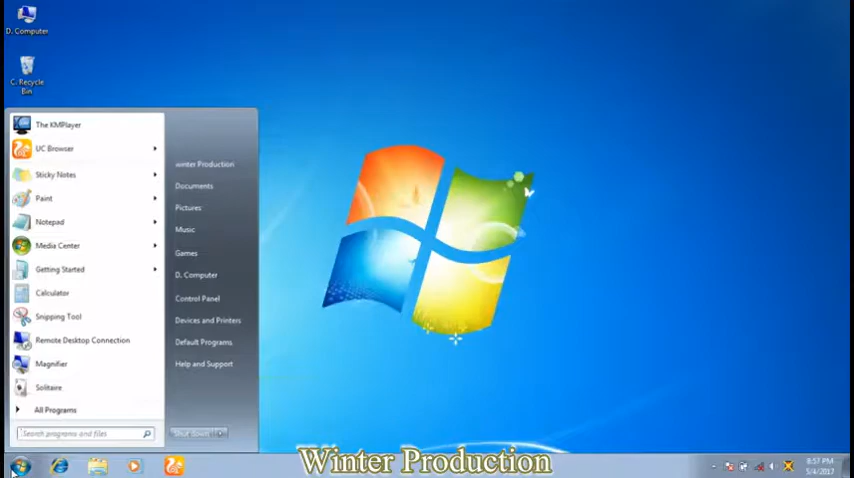 D. Computer
C. Recycle
Bin
The KMPlayer
UC Browser
Sticky Notes
Paint
Notepad
Media Center
Getting Started
Calculator
Snipping Tool
Remote Desktop Connection
Magnifier
Solitaire
All Programs
Search programs and files
winter Production
Documents
Pictures
Music
Games
D. Computer
Control Panel
Devices and Printers
Default Programs
Help and Support
Shut down
Winter Production
8:57 PM
5/4/2017